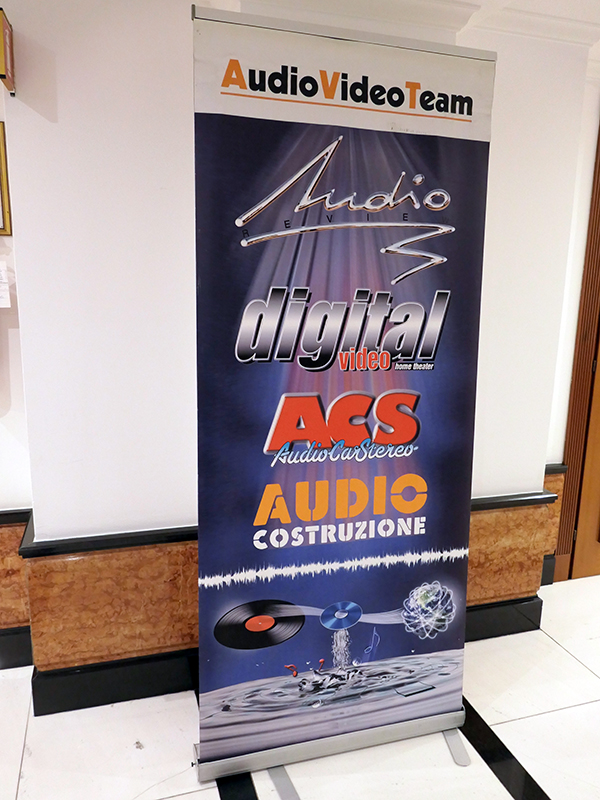 AudioVideoTeam
Audio
REVIEW
digital
video home theater
ACS
AudioCarStereo
AUDIO
COSTRUZIONE